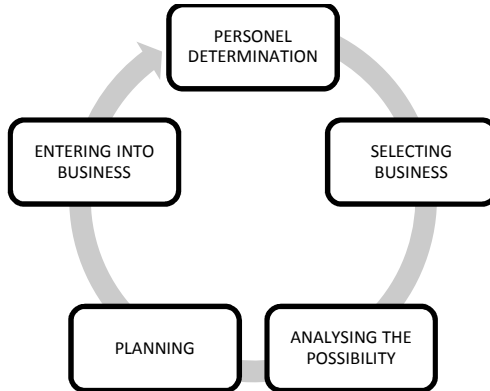 PERSONEL
DETERMINATION
SELECTING
BUSINESS
ANALYSING THE
POSSIBILITY
PLANNING
ENTERING INTO
BUSINESS